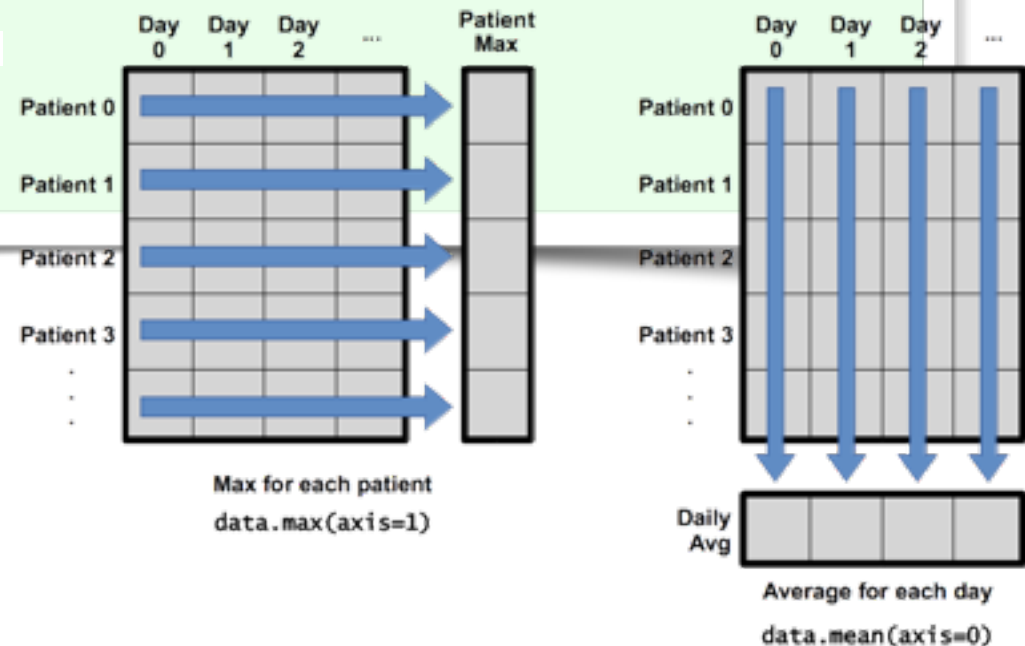 Day Day Day ...
0 1 2
Patient
Max
Patient 0
Patient 1
Patient 2
Patient 3
.
.
.
Max for each patient
data.max(axis=1)
Day Day Day ...
0 1 2
Patient 0
Patient 1
Patient 2
Patient 3
.
.
.
Daily
Avg
Average for each day
data.mean(axis=0)